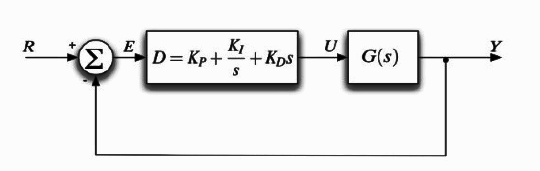 R + E D = K_P + K_I/s + K_D s U G(s) Y
Σ
-